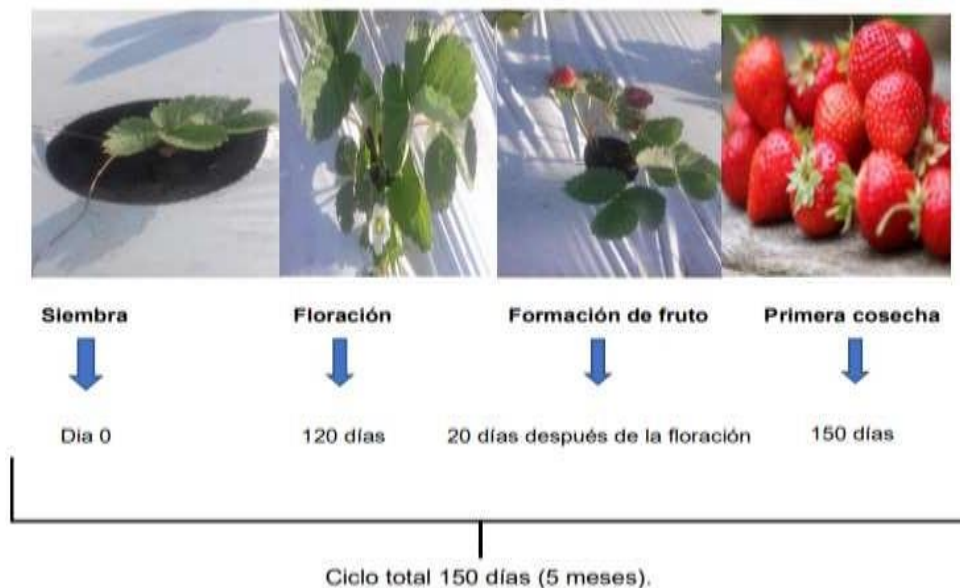 Siembra
Floración
Formación de fruto
Primera cosecha
Dia 0
120 días
20 días después de la floración
150 días
Ciclo total 150 días (5 meses).